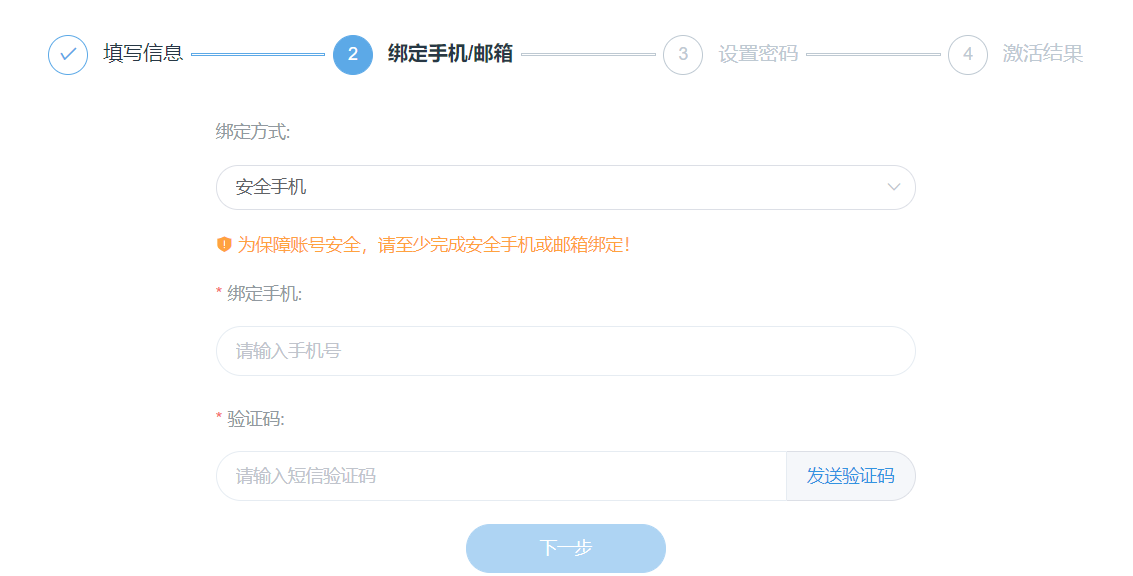 填写信息 2 绑定手机/邮箱 3 设置密码 4 激活结果
绑定方式:
安全手机
为保障账号安全，请至少完成安全手机或邮箱绑定！
* 绑定手机:
请输入手机号
* 验证码:
请输入短信验证码 发送验证码
下一步